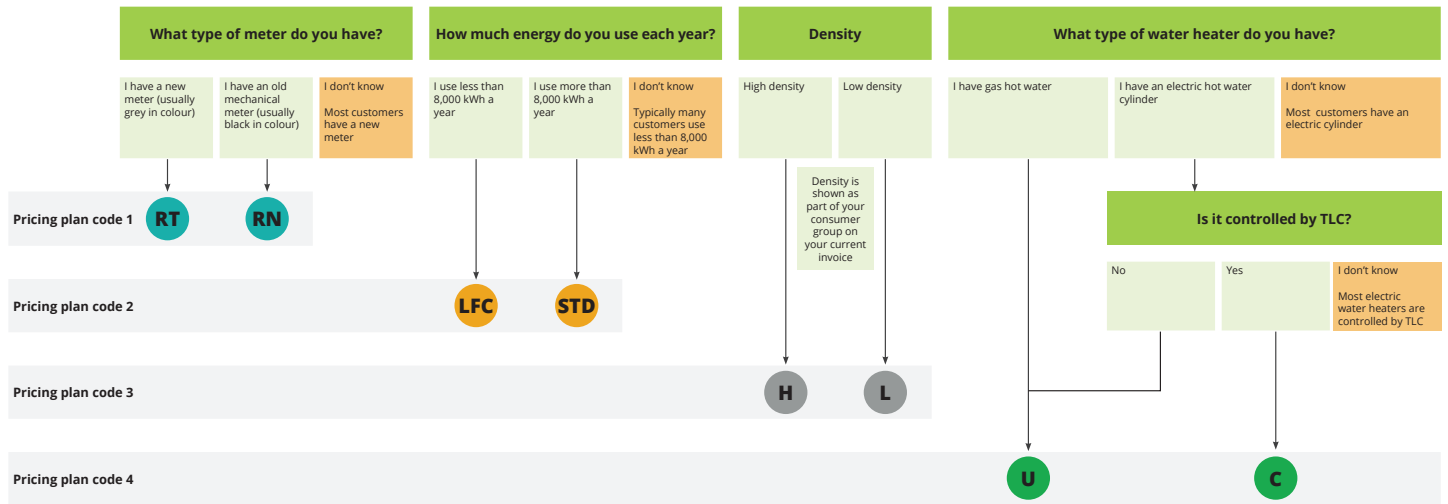 What type of meter do you have?
How much energy do you use each year?
Density
What type of water heater do you have?
I have a new
meter (usually
grey in colour)
I have an old
mechanical
meter (usually
black in colour)
I don't know
Most customers
have a new
meter
I use less than
8,000 kWh a
year
I use more than
8,000 kWh a
year
I don't know
Typically many
customers use
less than 8,000
kWh a year
High density
Low density
I have gas hot water
I have an electric hot water
cylinder
I don't know
Most customers have an
electric cylinder
Density is
shown as
part of your
consumer
group on
your current
invoice
Pricing plan code 1
RT
RN
Is it controlled by TLC?
No
Yes
I don't know
Most electric
water heaters are
controlled by TLC
Pricing plan code 2
LFC
STD
Pricing plan code 3
H
L
Pricing plan code 4
U
C